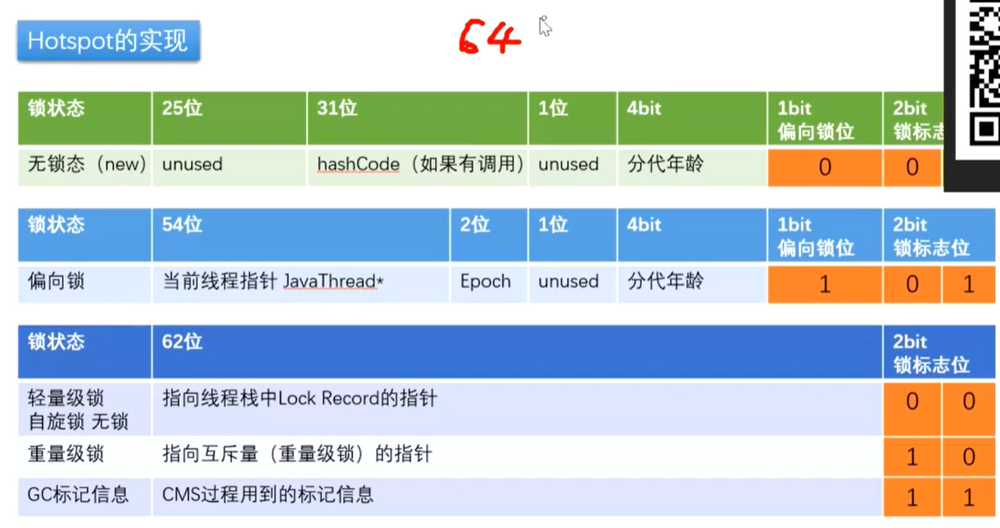 Hotspot的实现
64
锁状态 25位 31位 1位 4bit 1bit 2bit
偏向锁位 锁标志
无锁态（new） unused hashCode（如果有调用） unused 分代年龄 0 0
锁状态 54位 2位 1位 4bit 1bit 2bit
偏向锁位 锁标志位
偏向锁 当前线程指针 JavaThread* Epoch unused 分代年龄 1 0 1
锁状态 62位 2bit
锁标志位
轻量级锁 指向线程栈中Lock Record的指针 0 0
自旋锁 无锁
重量级锁 指向互斥量（重量级锁）的指针 1 0
GC标记信息 CMS过程用到的标记信息 1 1